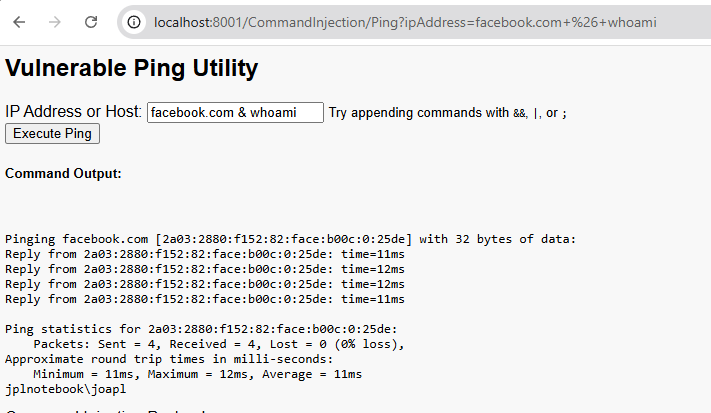 localhost:8001/CommandInjection/Ping?ipAddress=facebook.com+%26+whoami
Vulnerable Ping Utility
IP Address or Host: facebook.com & whoami Try appending commands with &&, |, or ;
Execute Ping
Command Output:
Pinging facebook.com [2a03:2880:f152:82:face:b00c:0:25de] with 32 bytes of data:
Reply from 2a03:2880:f152:82:face:b00c:0:25de: time=11ms
Reply from 2a03:2880:f152:82:face:b00c:0:25de: time=12ms
Reply from 2a03:2880:f152:82:face:b00c:0:25de: time=12ms
Reply from 2a03:2880:f152:82:face:b00c:0:25de: time=11ms
Ping statistics for 2a03:2880:f152:82:face:b00c:0:25de:
    Packets: Sent = 4, Received = 4, Lost = 0 (0% loss),
Approximate round trip times in milli-seconds:
    Minimum = 11ms, Maximum = 12ms, Average = 11ms
jplnotebook\joapl